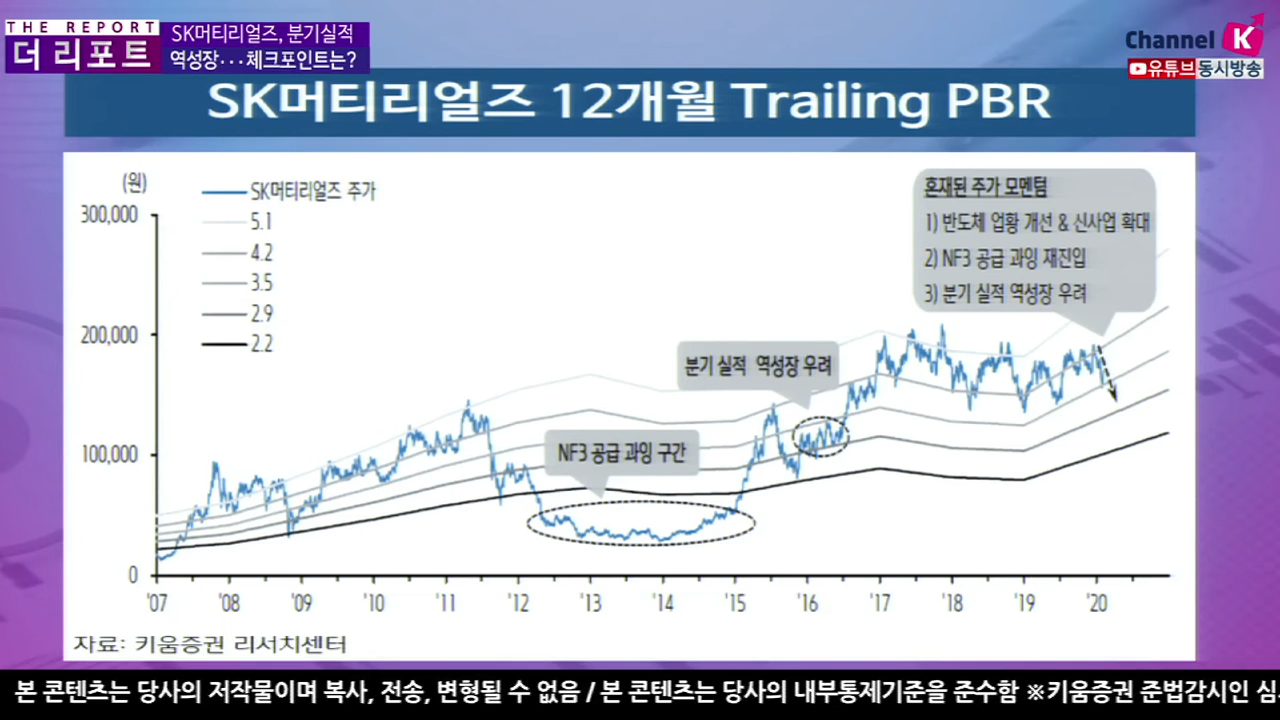 THE REPORT
더 리포트
SK머티리얼즈, 분기실적
역성장···체크포인트는?
Channel K
유튜브 동시방송
SK머티리얼즈 12개월 Trailing PBR
(원)
300,000
200,000
100,000
0
SK머티리얼즈 주가
5.1
4.2
3.5
2.9
2.2
혼재된 주가 모멘텀
1) 반도체 업황 개선 & 신사업 확대
2) NF3 공급 과잉 재진입
3) 분기 실적 역성장 우려
분기 실적 역성장 우려
NF3 공급 과잉 구간
'07 '08 '09 '10 '11 '12 '13 '14 '15 '16 '17 '18 '19 '20
자료: 키움증권 리서치센터
본 콘텐츠는 당사의 저작물이며 복사, 전송, 변형될 수 없음 / 본 콘텐츠는 당사의 내부통제기준을 준수함 ※키움증권 준법감시인 심